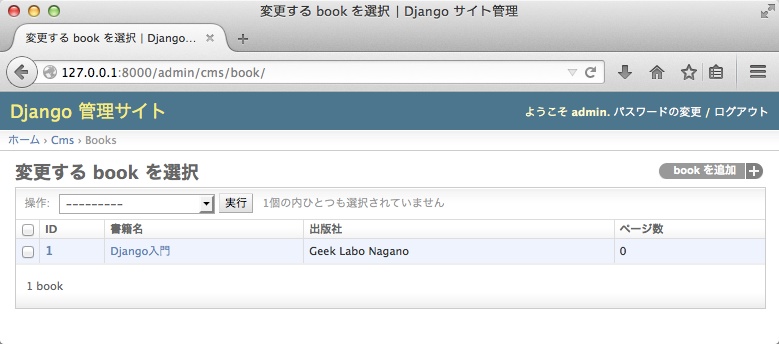 変更する book を選択 | Django サイト管理
変更する book を選択 | Django...
127.0.0.1:8000/admin/cms/book/
Django 管理サイト
ようこそ admin. パスワードの変更 / ログアウト
ホーム › Cms › Books
変更する book を選択
book を追加
操作: --------- 実行 1個の内ひとつも選択されていません
ID 書籍名 出版社 ページ数
1 Django入門 Geek Labo Nagano 0
1 book